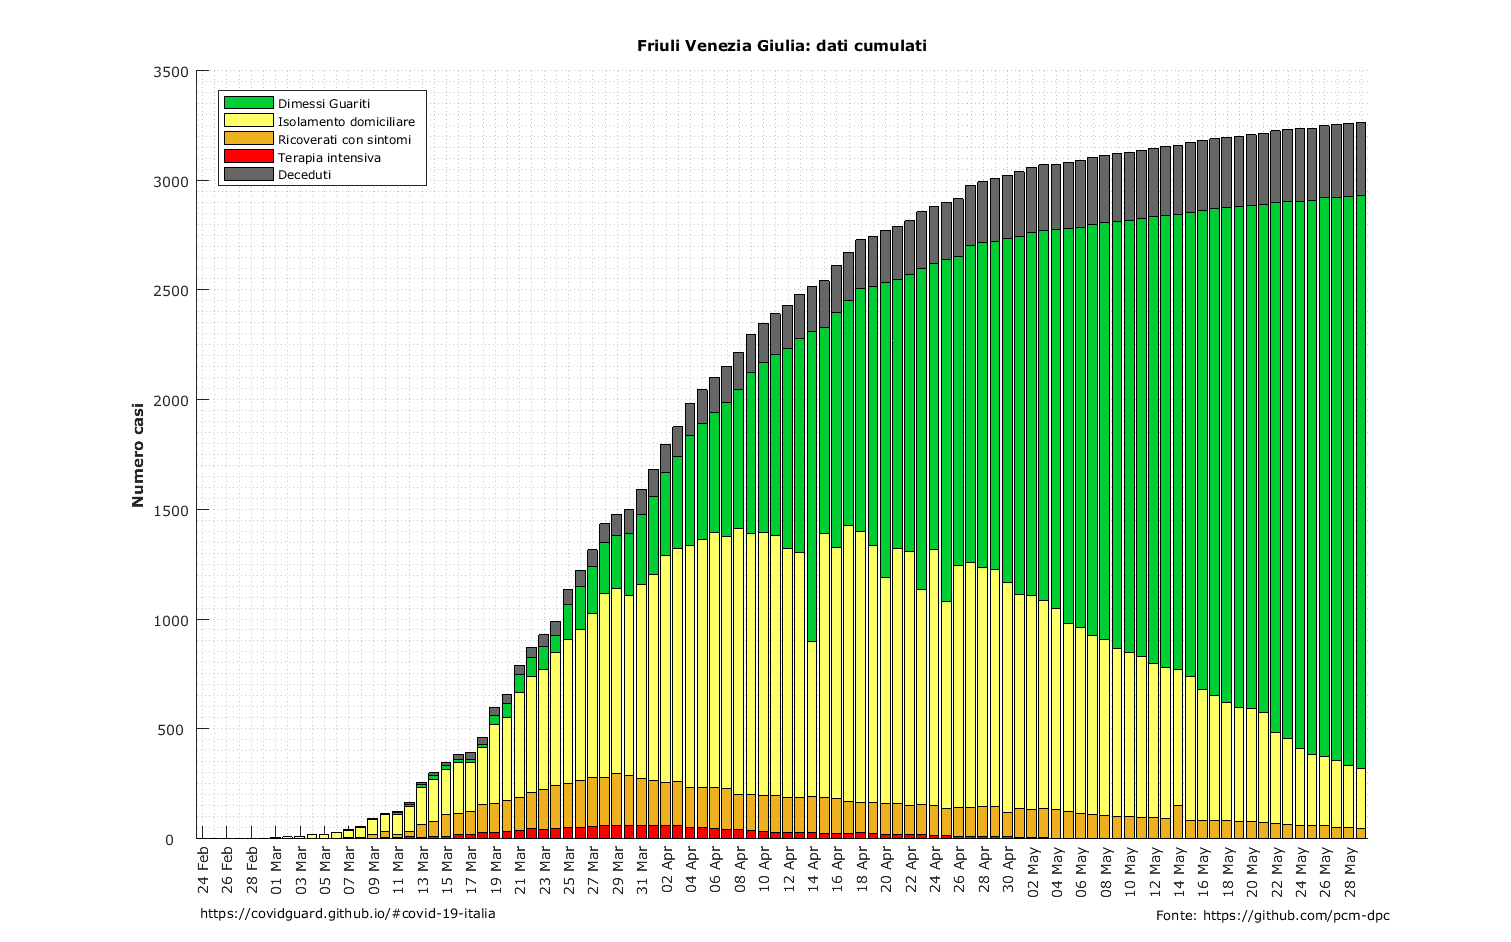 Friuli Venezia Giulia: dati cumulati
3500
3000
2500
2000
1500
1000
500
0
Numero casi
Dimessi Guariti
Isolamento domiciliare
Ricoverati con sintomi
Terapia intensiva
Deceduti
24 Feb
26 Feb
28 Feb
01 Mar
03 Mar
05 Mar
07 Mar
09 Mar
11 Mar
13 Mar
15 Mar
17 Mar
19 Mar
21 Mar
23 Mar
25 Mar
27 Mar
29 Mar
31 Mar
02 Apr
04 Apr
06 Apr
08 Apr
10 Apr
12 Apr
14 Apr
16 Apr
18 Apr
20 Apr
22 Apr
24 Apr
26 Apr
28 Apr
30 Apr
02 May
04 May
06 May
08 May
10 May
12 May
14 May
16 May
18 May
20 May
22 May
24 May
26 May
28 May
https://covidguard.github.io/#covid-19-italia
Fonte: https://github.com/pcm-dpc